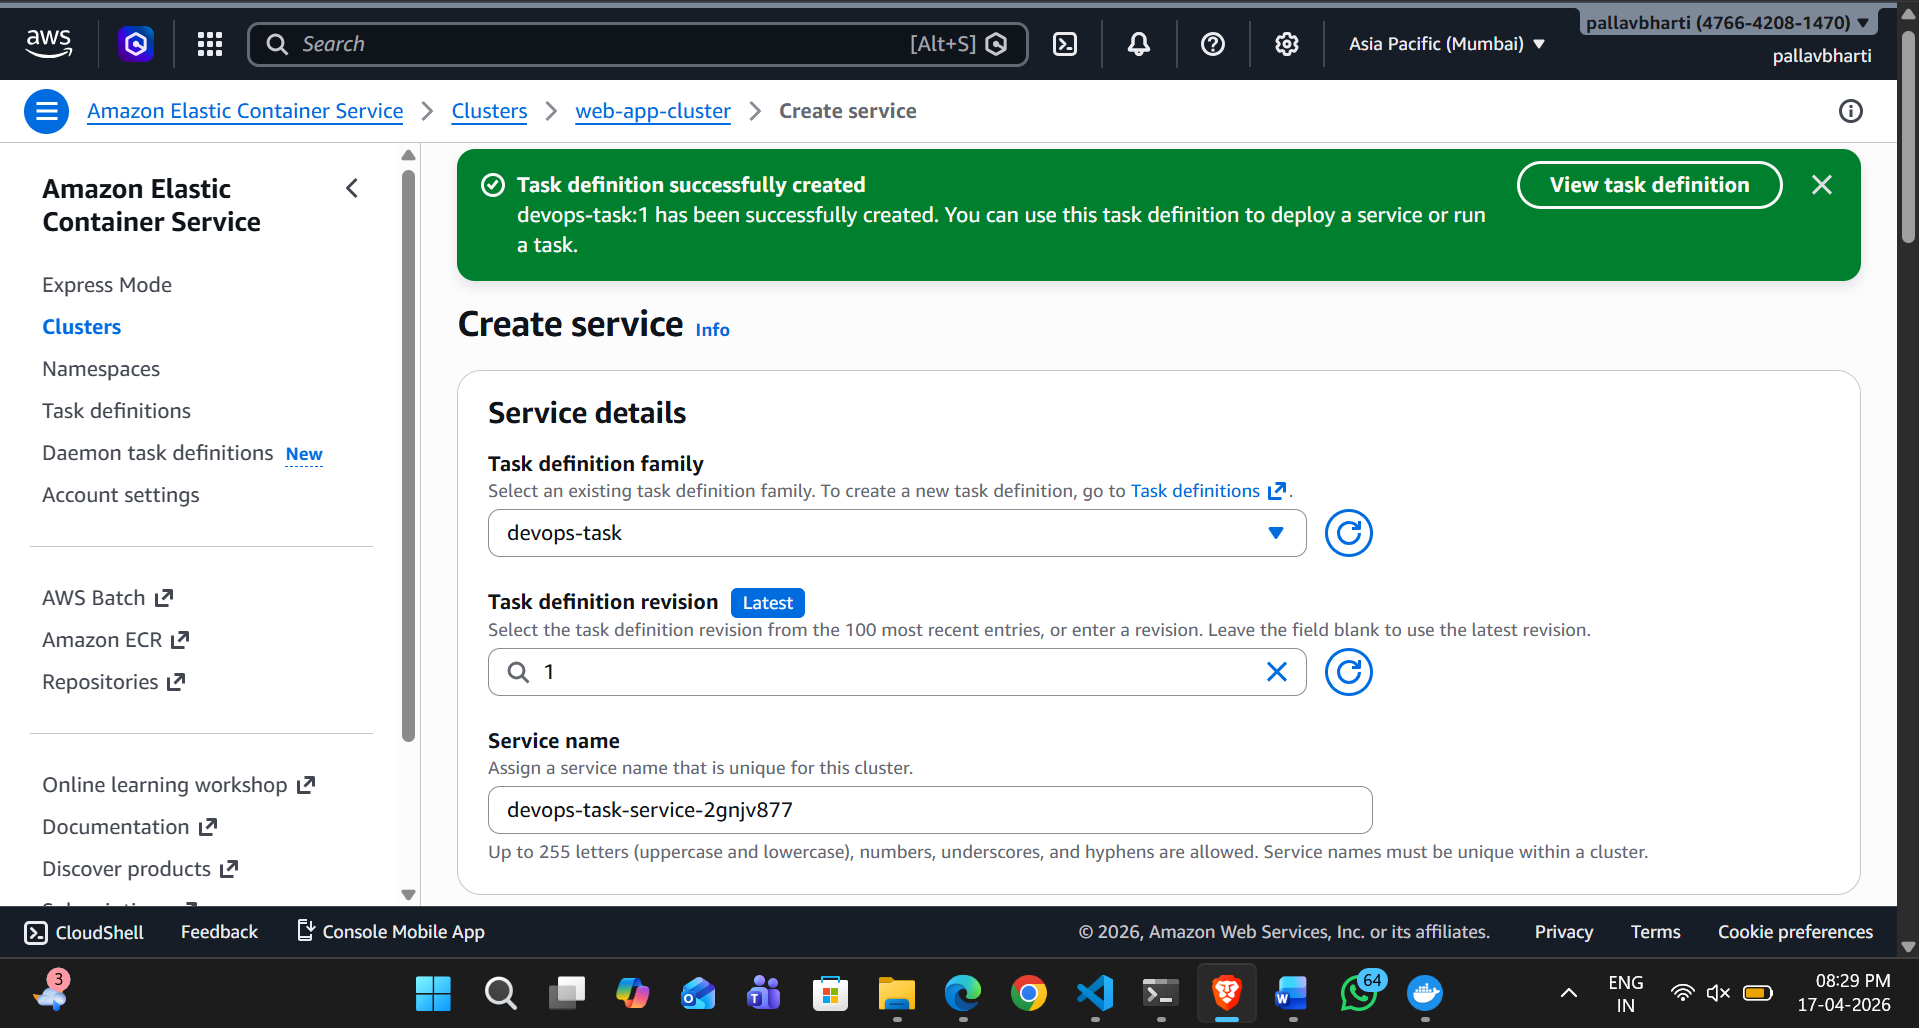 aws
Search
[Alt+S]
Asia Pacific (Mumbai)
pallavbharti (4766-4208-1470)
pallavbharti
Amazon Elastic Container Service
Clusters
web-app-cluster
Create service
Amazon Elastic
Container Service
Express Mode
Clusters
Namespaces
Task definitions
Daemon task definitions New
Account settings
AWS Batch
Amazon ECR
Repositories
Online learning workshop
Documentation
Discover products
Task definition successfully created
devops-task:1 has been successfully created. You can use this task definition to deploy a service or run
a task.
View task definition
Create service Info
Service details
Task definition family
Select an existing task definition family. To create a new task definition, go to Task definitions .
devops-task
Task definition revision Latest
Select the task definition revision from the 100 most recent entries, or enter a revision. Leave the field blank to use the latest revision.
1
Service name
Assign a service name that is unique for this cluster.
devops-task-service-2gnjv877
Up to 255 letters (uppercase and lowercase), numbers, underscores, and hyphens are allowed. Service names must be unique within a cluster.
CloudShell
Feedback
Console Mobile App
© 2026, Amazon Web Services, Inc. or its affiliates.
Privacy
Terms
Cookie preferences
3
64
ENG
IN
08:29 PM
17-04-2026